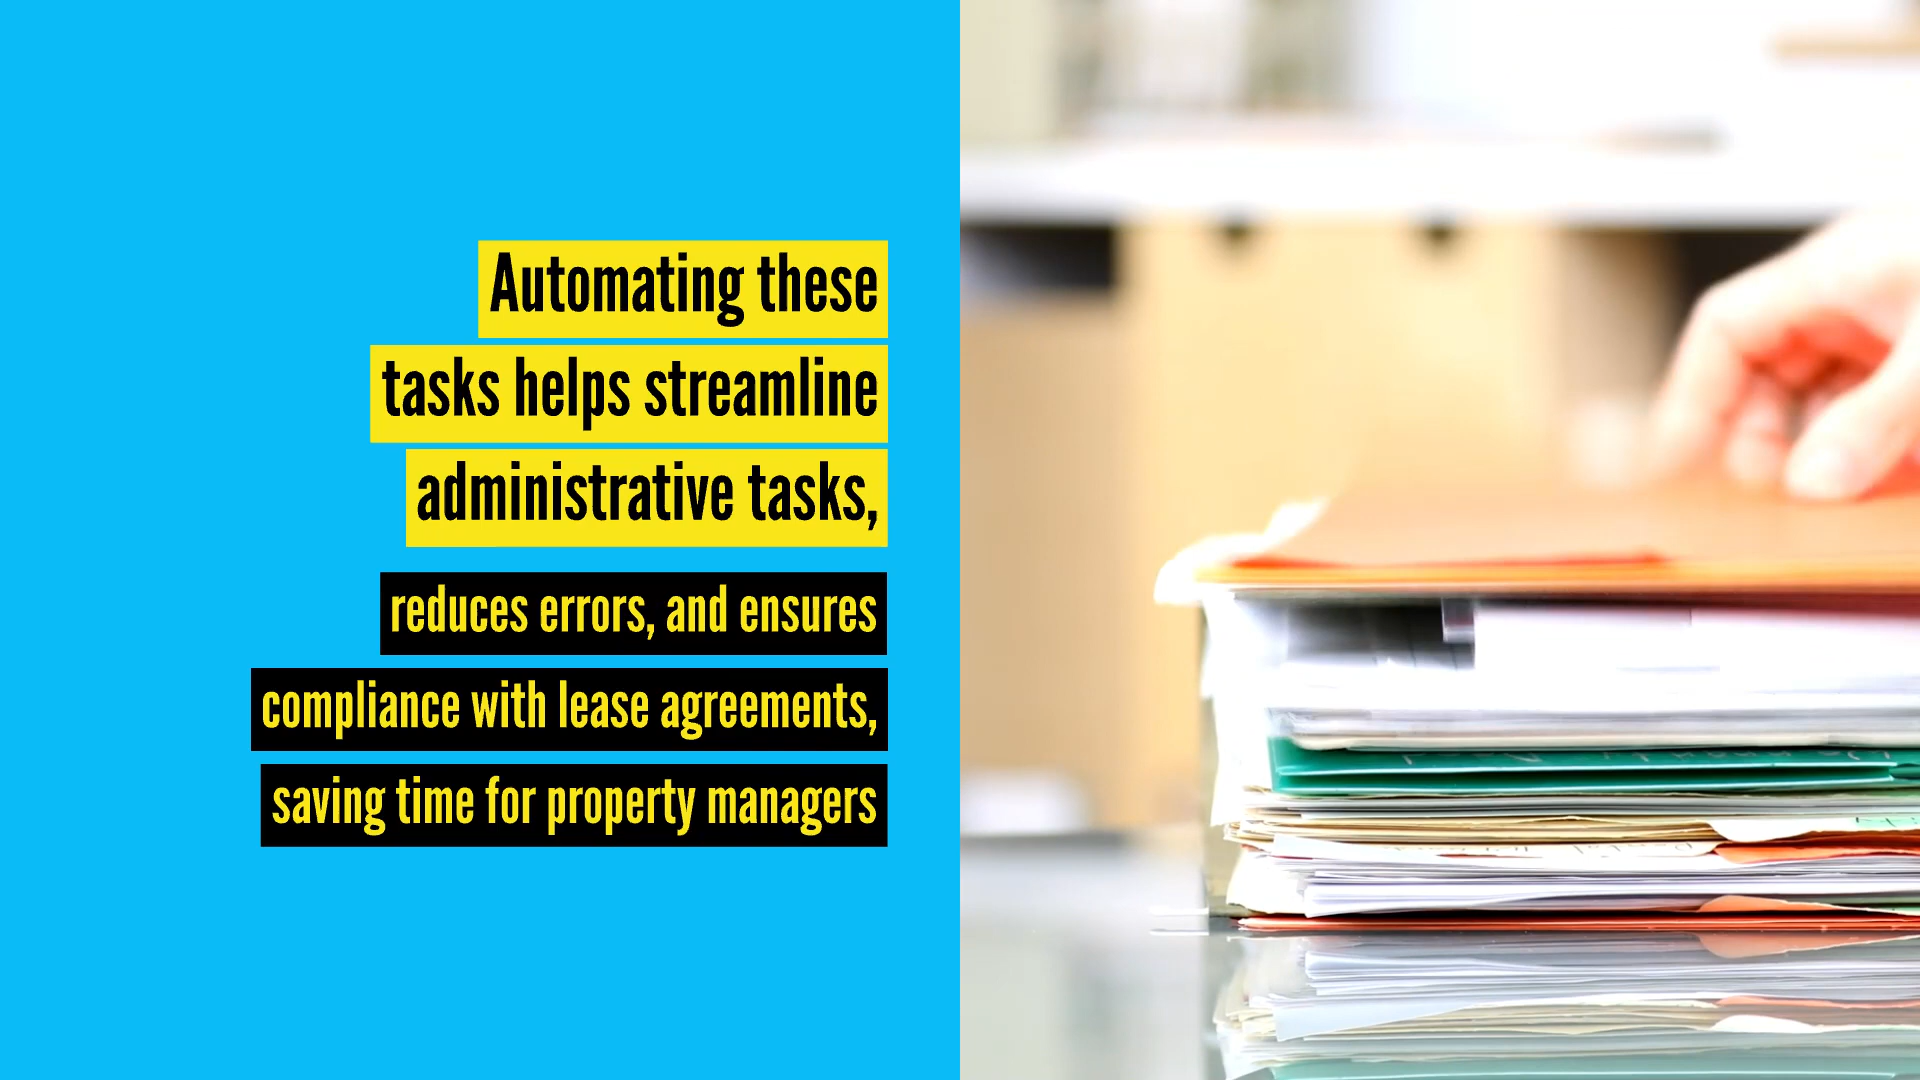 Automating these
tasks helps streamline
administrative tasks,
reduces errors, and ensures
compliance with lease agreements,
saving time for property managers